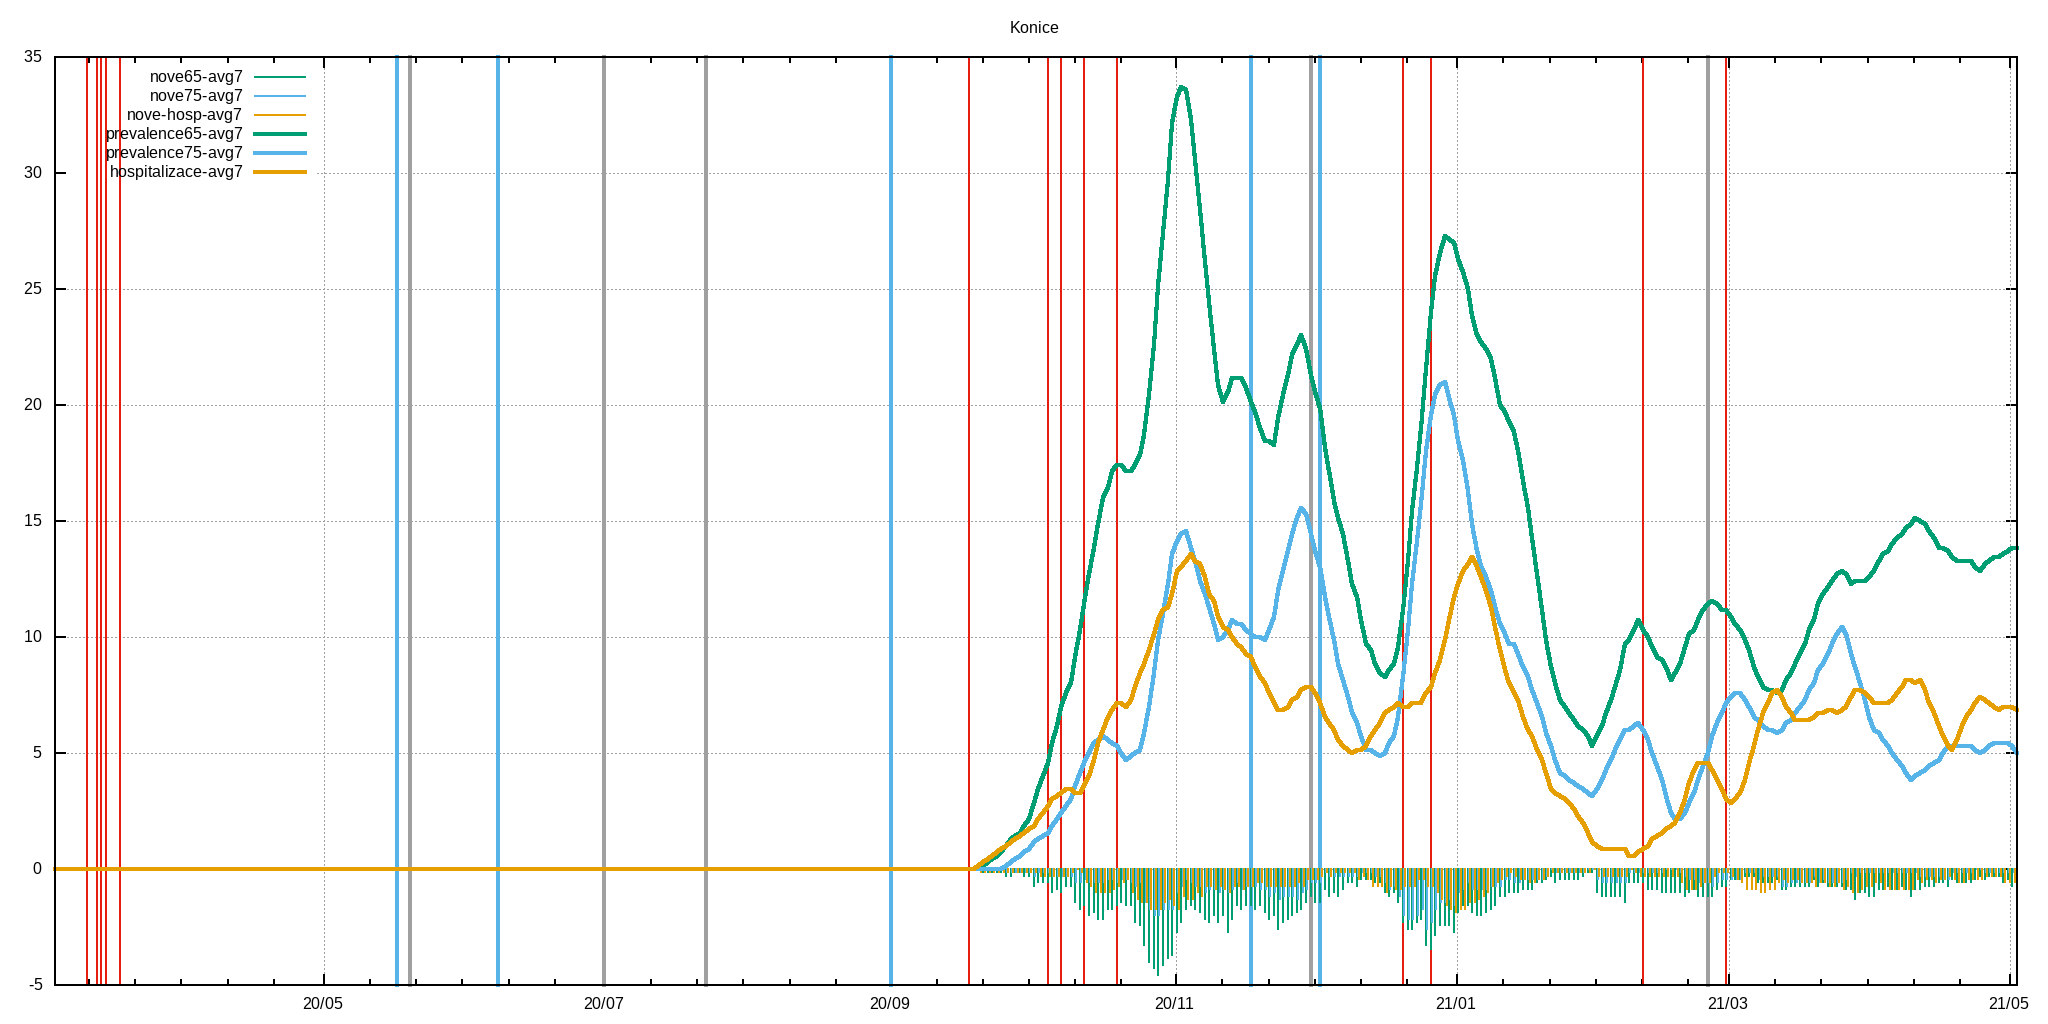 Konice
35
30
25
20
15
10
5
0
-5
nove65-avg7
nove75-avg7
nove-hosp-avg7
prevalence65-avg7
prevalence75-avg7
hospitalizace-avg7
20/05 20/07 20/09 20/11 21/01 21/03 21/05